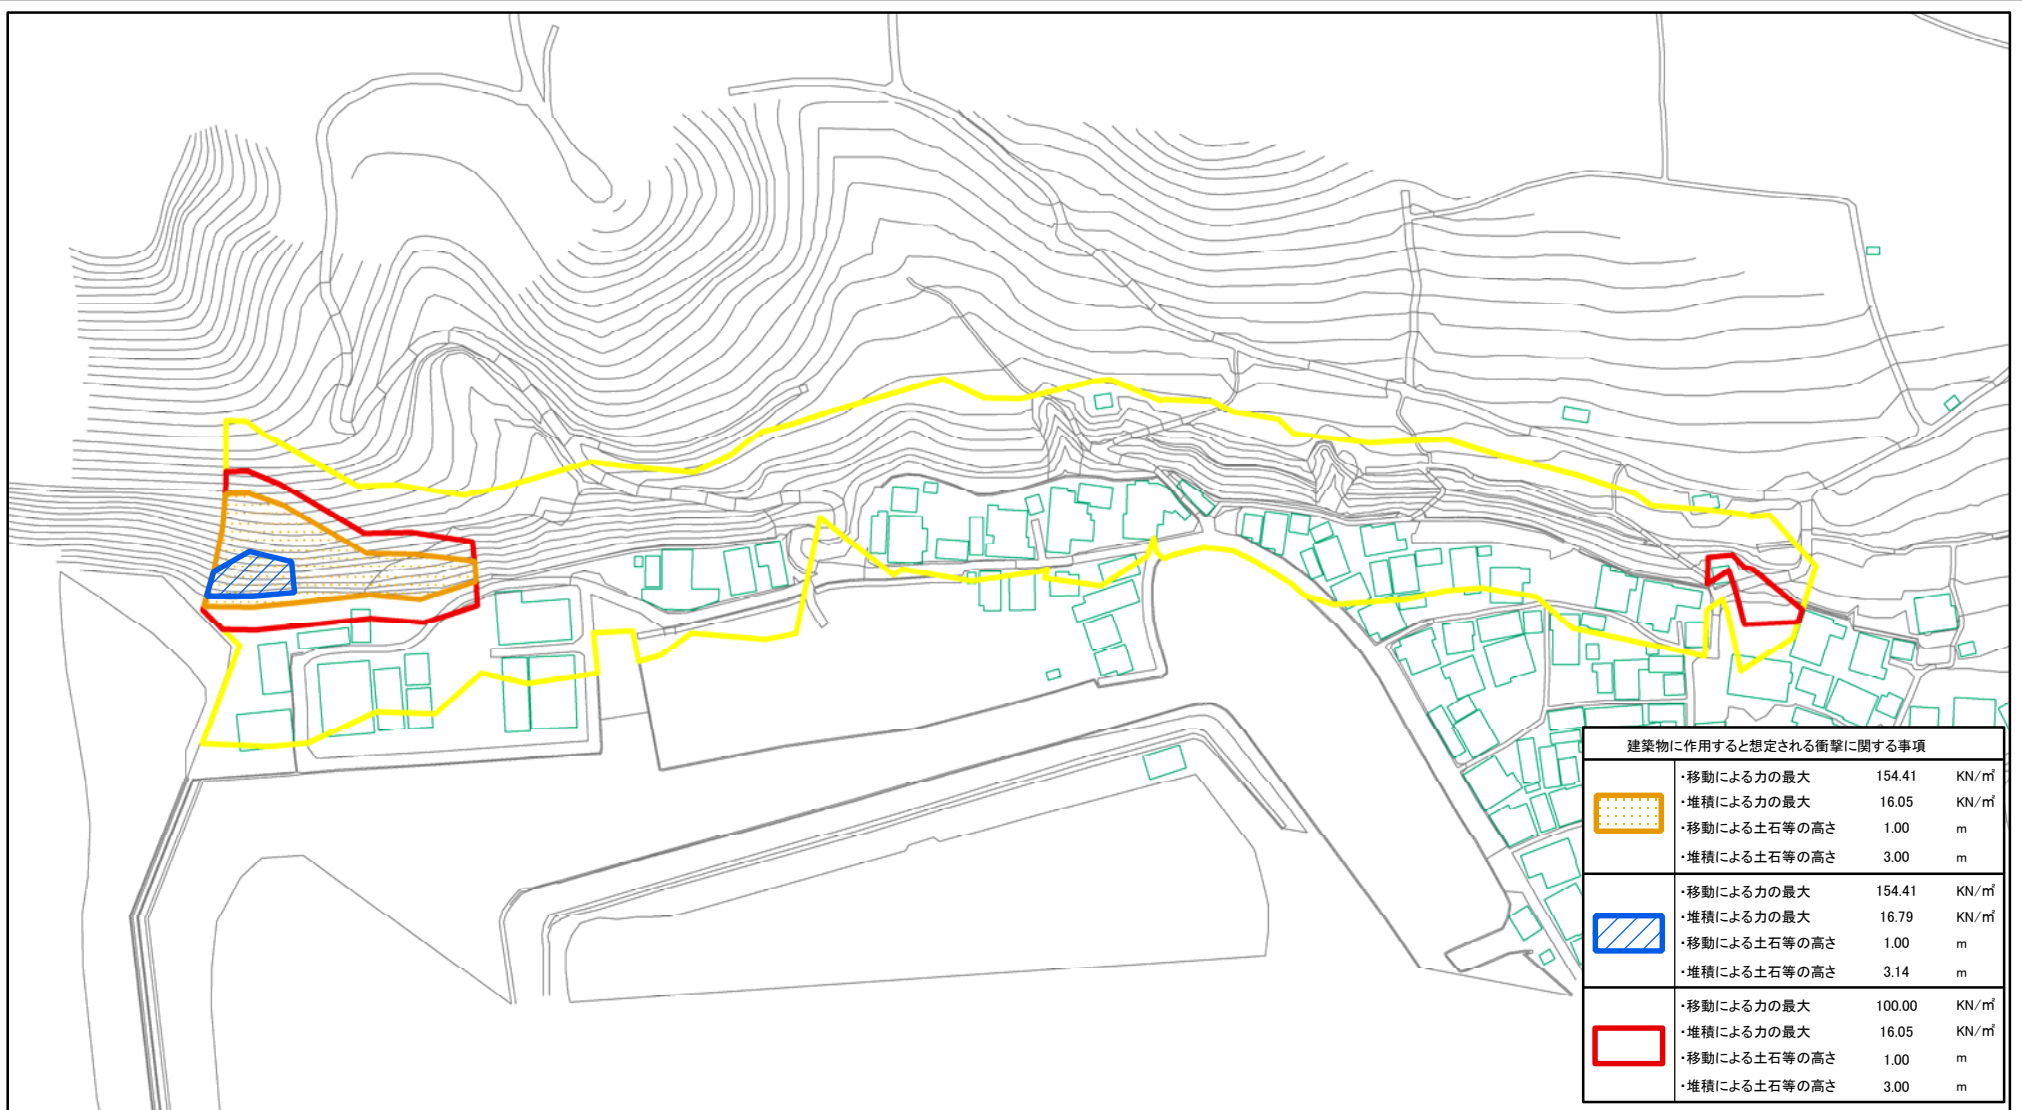 建築物に作用すると想定される衝撃に関する事項
・移動による力の最大 154.41 KN/㎡
・堆積による力の最大 16.05 KN/㎡
・移動による土石等の高さ 1.00 m
・堆積による土石等の高さ 3.00 m
・移動による力の最大 154.41 KN/㎡
・堆積による力の最大 16.79 KN/㎡
・移動による土石等の高さ 1.00 m
・堆積による土石等の高さ 3.14 m
・移動による力の最大 100.00 KN/㎡
・堆積による力の最大 16.05 KN/㎡
・移動による土石等の高さ 1.00 m
・堆積による土石等の高さ 3.00 m